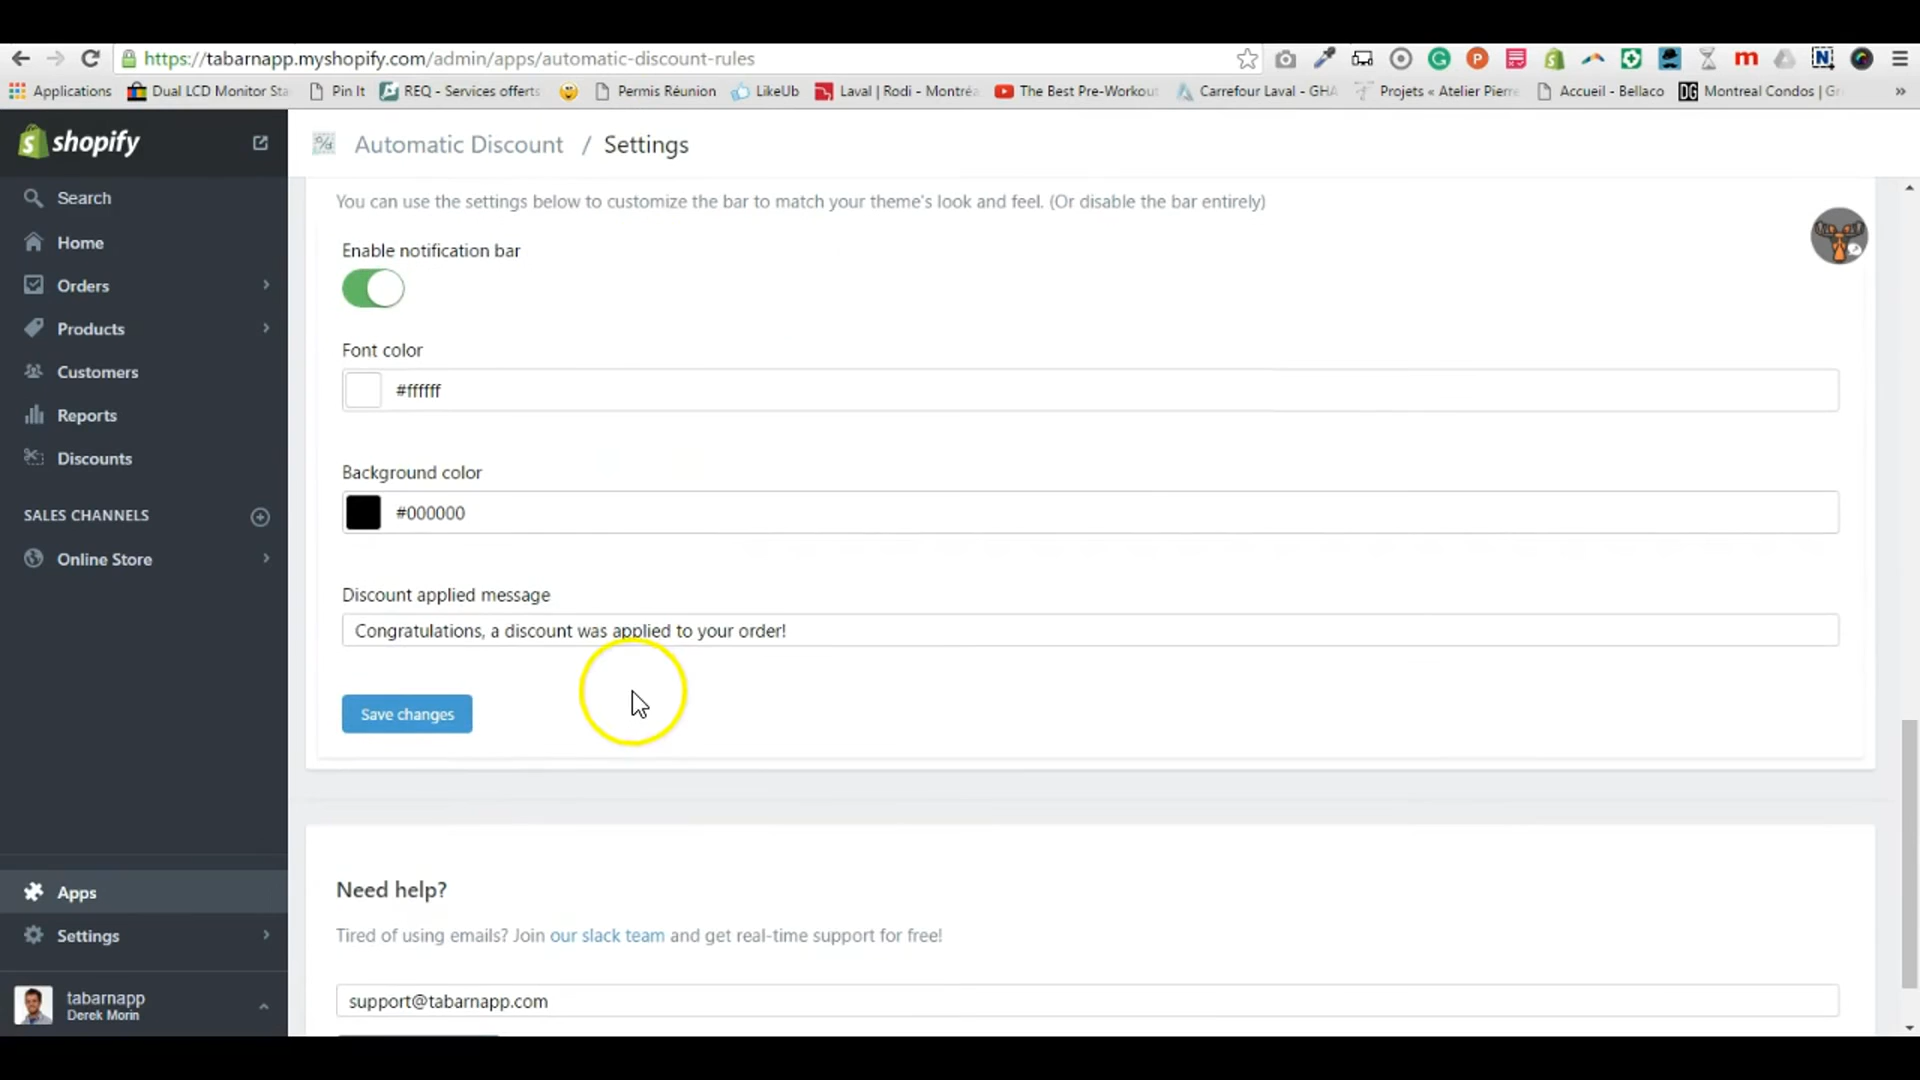 https://tabarnapp.myshopify.com/admin/apps/automatic-discount-rules
Applications
Dual LCD Monitor Sta
Pin It
REQ - Services offerts
Permis Réunion
LikeUb
Laval | Rodi - Montréa
The Best Pre-Workout
Carrefour Laval - GHA
Projets « Atelier Pierre
Accueil - Bellaco
DG Montreal Condos | Gr
shopify
Automatic Discount / Settings
Search
Home
Orders
Products
Customers
Reports
Discounts
SALES CHANNELS
Online Store
Apps
Settings
tabarnapp
Derek Morin
You can use the settings below to customize the bar to match your theme's look and feel. (Or disable the bar entirely)
Enable notification bar
Font color
#ffffff
Background color
#000000
Discount applied message
Congratulations, a discount was applied to your order!
Save changes
Need help?
Tired of using emails? Join our slack team and get real-time support for free!
support@tabarnapp.com